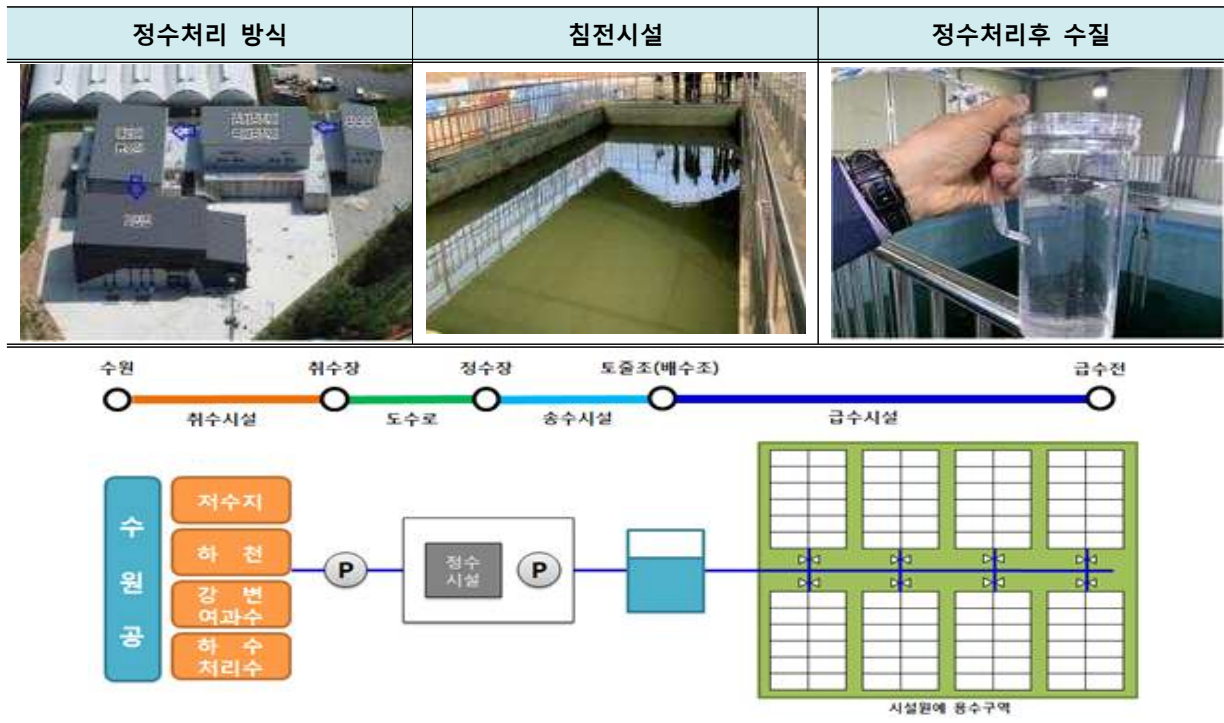 정수처리 방식
침전시설
정수처리후 수질
수원
취수장
정수장
토출조(배수조)
급수전
취수시설
도수로
송수시설
급수시설
수
원
공
저수지
하 천
강 변
여과수
하 수
처리수
P
정수
시설
P
시설원예 용수구역